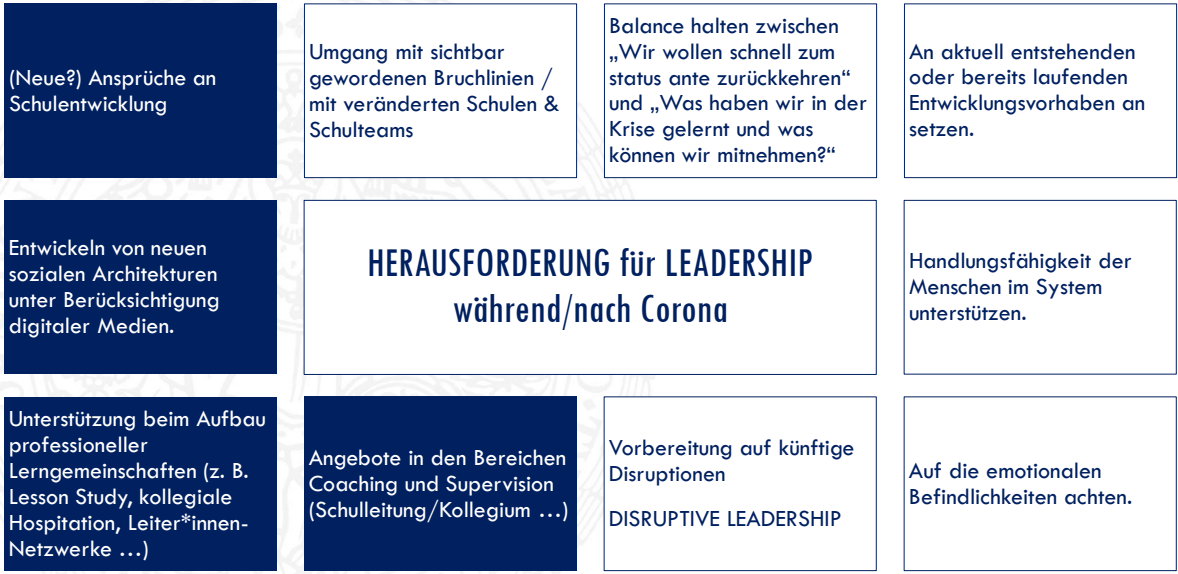 (Neue?) Ansprüche an
Schulentwicklung
Umgang mit sichtbar
gewordenen Bruchlinien /
mit veränderten Schulen &
Schulteams
Balance halten zwischen
„Wir wollen schnell zum
status ante zurückkehren“
und „Was haben wir in der
Krise gelernt und was
können wir mitnehmen?“
An aktuell entstehenden
oder bereits laufenden
Entwicklungsvorhaben an
setzen.
Entwickeln von neuen
sozialen Architekturen
unter Berücksichtigung
digitaler Medien.
HERAUSFORDERUNG für LEADERSHIP
während/nach Corona
Handlungsfähigkeit der
Menschen im System
unterstützen.
Unterstützung beim Aufbau
professioneller
Lerngemeinschaften (z. B.
Lesson Study, kollegiale
Hospitation, Leiter*innen-
Netzwerke …)
Angebote in den Bereichen
Coaching und Supervision
(Schulleitung/Kollegium …)
Vorbereitung auf künftige
Disruptionen
DISRUPTIVE LEADERSHIP
Auf die emotionalen
Befindlichkeiten achten.